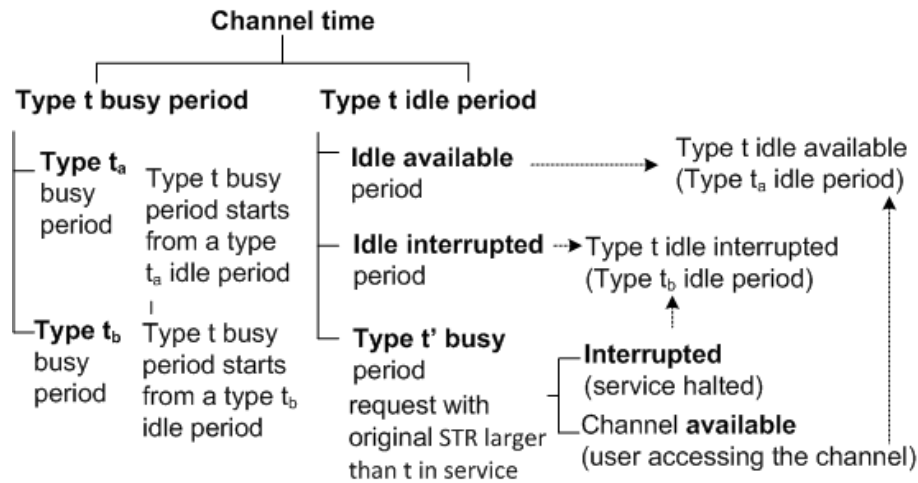 Channel time
Type t busy period
Type t idle period
Type tₐ
busy
period
Type t busy
period starts
from a type
tₐ idle period
Type t_b
busy
period
Type t busy
period starts
from a type t_b
idle period
Idle available
period
Type t idle available
(Type tₐ idle period)
Idle interrupted
period
Type t idle interrupted
(Type t_b idle period)
Type t’ busy
period
request with
original STR larger
than t in service
Interrupted
(service halted)
Channel available
(user accessing the channel)